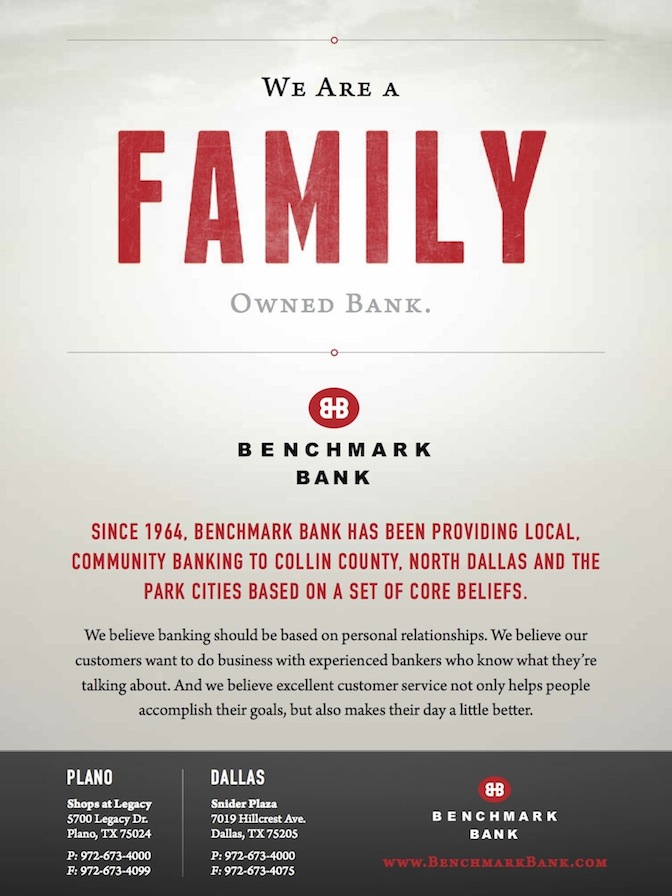 We Are a
FAMILY
Owned Bank.
BB
BENCHMARK
BANK
SINCE 1964, BENCHMARK BANK HAS BEEN PROVIDING LOCAL,
COMMUNITY BANKING TO COLLIN COUNTY, NORTH DALLAS AND THE
PARK CITIES BASED ON A SET OF CORE BELIEFS.
We believe banking should be based on personal relationships. We believe our
customers want to do business with experienced bankers who know what they're
talking about. And we believe excellent customer service not only helps people
accomplish their goals, but also makes their day a little better.
PLANO
Shops at Legacy
5700 Legacy Dr.
Plano, TX 75024
P: 972-673-4000
F: 972-673-4099
DALLAS
Snider Plaza
7019 Hillcrest Ave.
Dallas, TX 75205
P: 972-673-4000
F: 972-673-4075
BB
BENCHMARK
BANK
www.BenchmarkBank.com